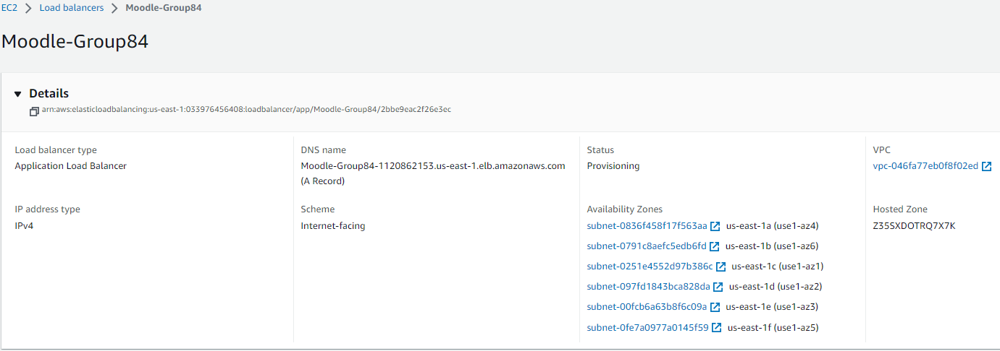 EC2 > Load balancers > Moodle-Group84
Moodle-Group84
Details
arn:aws:elasticloadbalancing:us-east-1:033976456408:loadbalancer/app/Moodle-Group84/2bbe9eac2f26e3ec
Load balancer type
Application Load Balancer
DNS name
Moodle-Group84-1120862153.us-east-1.elb.amazonaws.com
(A Record)
Status
Provisioning
VPC
vpc-046fa77eb0f8f02ed
IP address type
IPv4
Scheme
Internet-facing
Availability Zones
subnet-0836f458f17f563aa us-east-1a (use1-az4)
subnet-0791c8aefc5edb6fd us-east-1b (use1-az6)
subnet-0251e4552d97b386c us-east-1c (use1-az1)
subnet-097fd1843bca828da us-east-1d (use1-az2)
subnet-00fcb6a63b8f6c09a us-east-1e (use1-az3)
subnet-0fe7a0977a0145f59 us-east-1f (use1-az5)
Hosted Zone
Z35SXDOTRQ7X7K